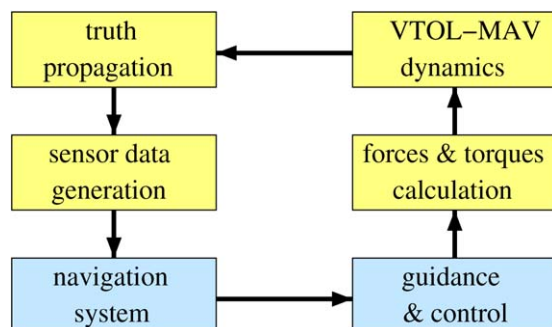 truth
propagation
VTOL−MAV
dynamics
sensor data
generation
forces & torques
calculation
navigation
system
guidance
& control